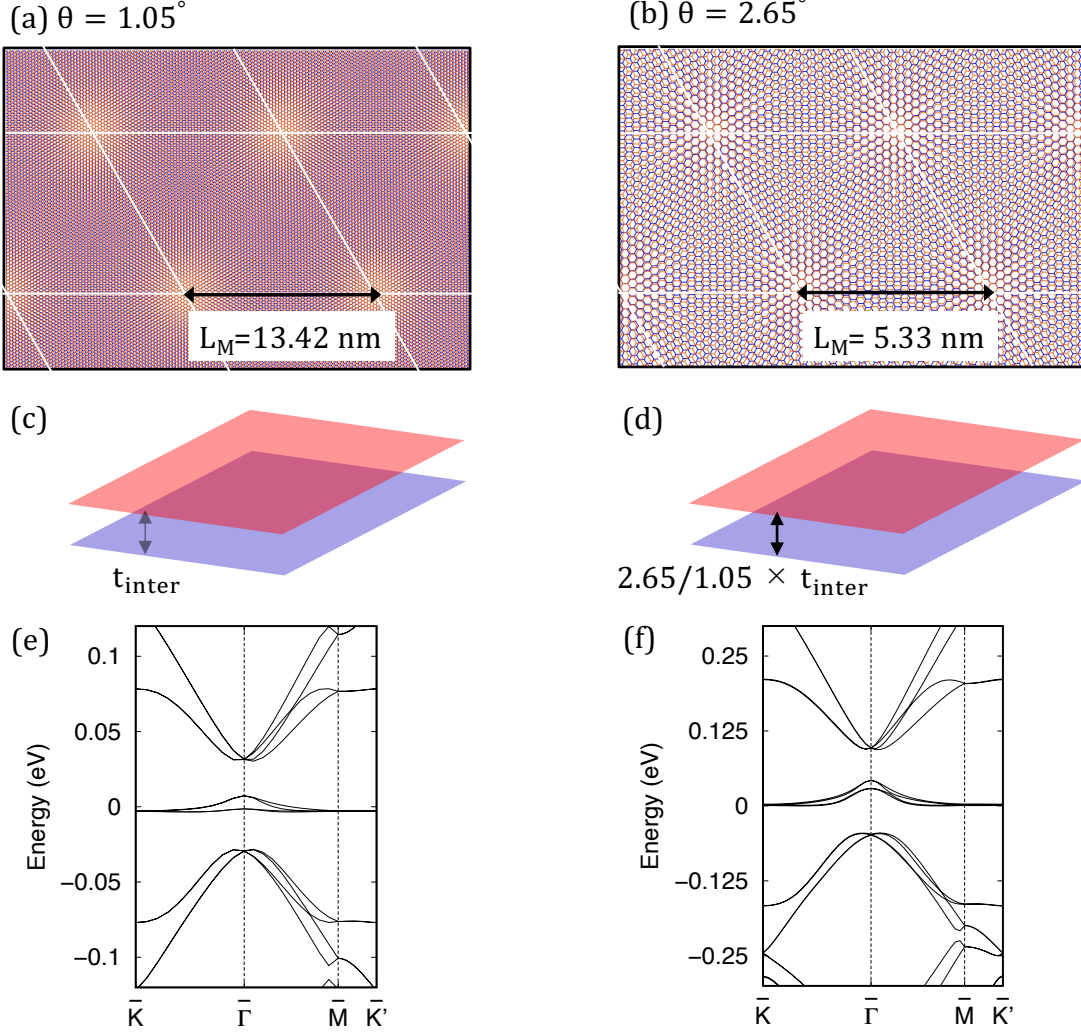 (a) θ = 1.05°
(b) θ = 2.65°
L_M=13.42 nm
L_M= 5.33 nm
(c)
(d)
t_inter
2.65/1.05 × t_inter
(e)
0.1
0.05
0
−0.05
−0.1
Energy (eV)
K̅ Γ̅ M̅ K̅'
(f)
0.25
0.125
0
−0.125
−0.25
Energy (eV)
K̅ Γ̅ M̅ K̅'